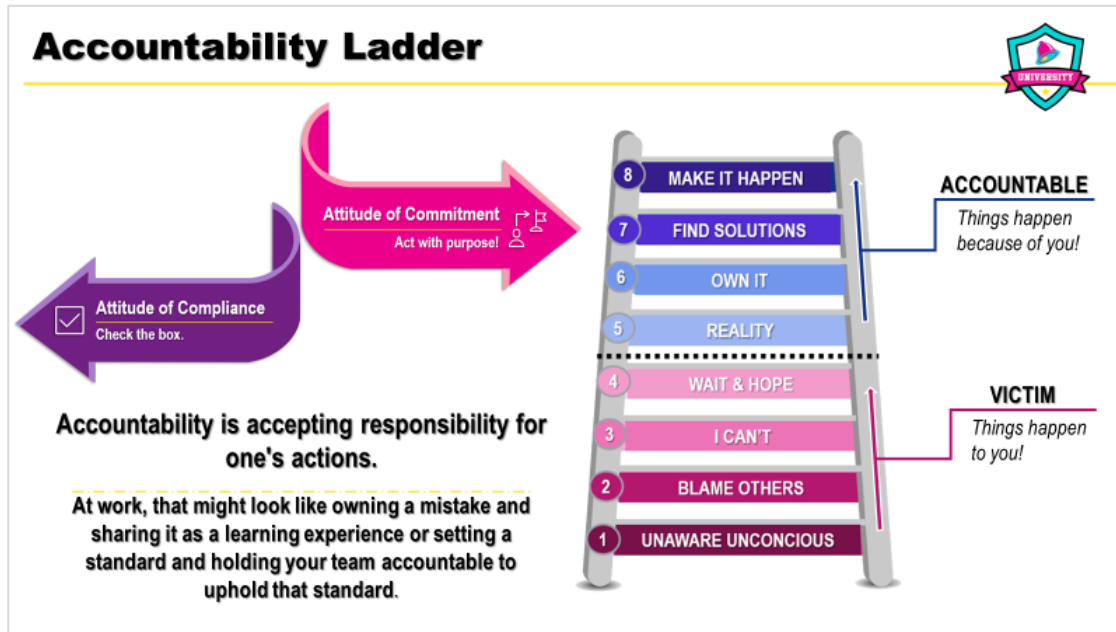 Accountability Ladder
UNIVERSITY
Attitude of Commitment
Act with purpose!
Attitude of Compliance
Check the box.
Accountability is accepting responsibility for
one's actions.
At work, that might look like owning a mistake and
sharing it as a learning experience or setting a
standard and holding your team accountable to
uphold that standard.
8 MAKE IT HAPPEN
7 FIND SOLUTIONS
6 OWN IT
5 REALITY
4 WAIT & HOPE
3 I CAN'T
2 BLAME OTHERS
1 UNAWARE UNCONCIOUS
ACCOUNTABLE
Things happen
because of you!
VICTIM
Things happen
to you!